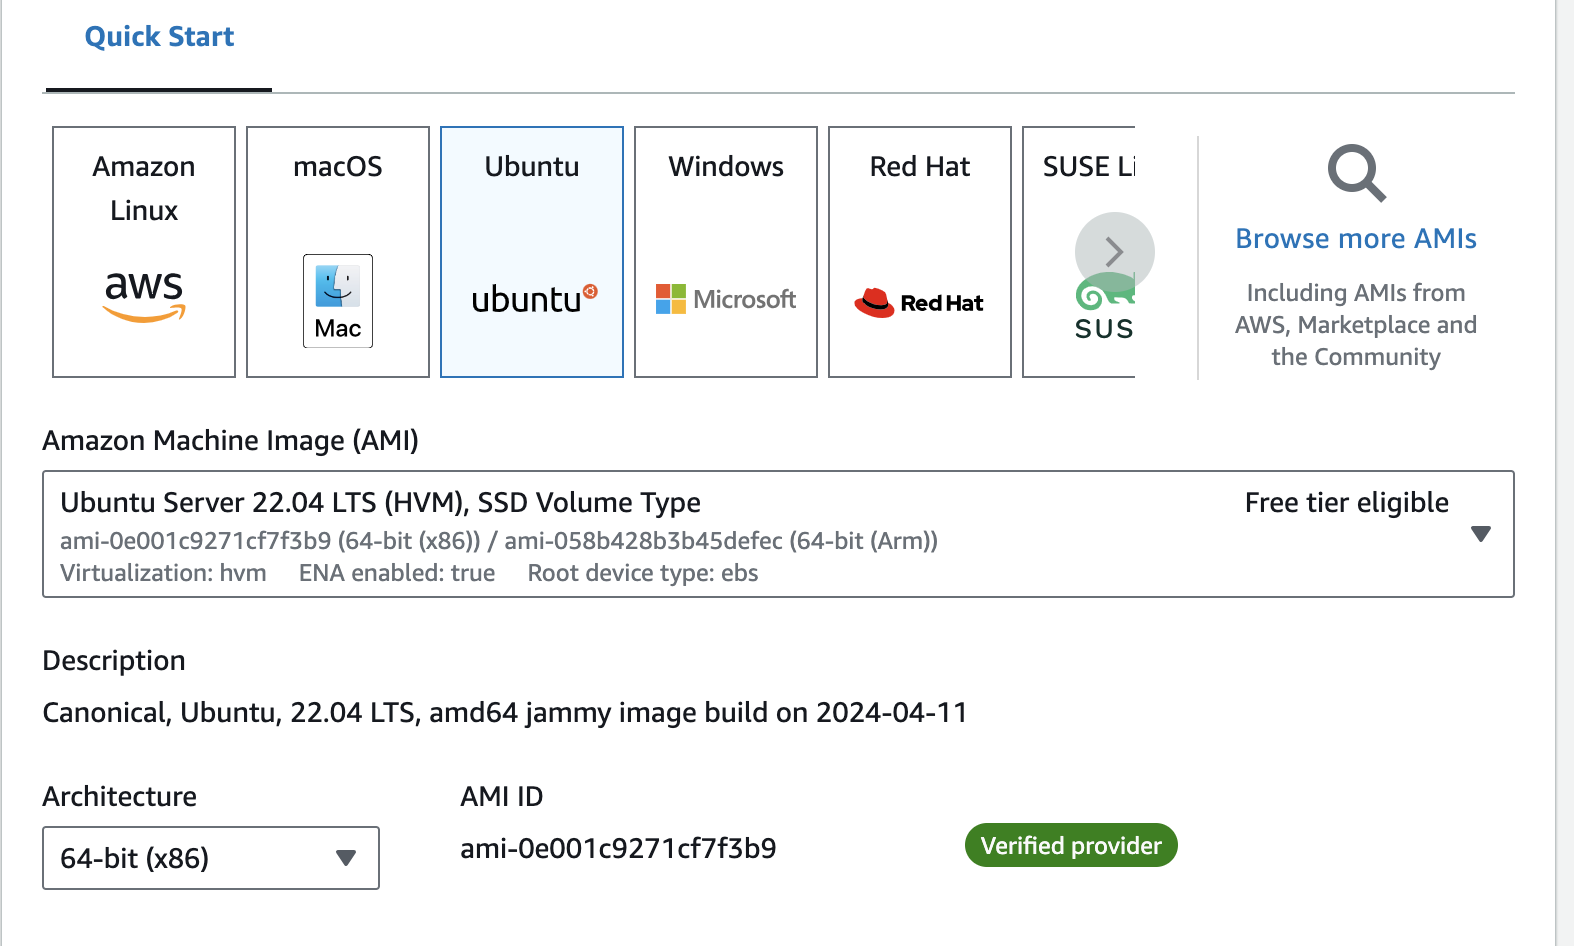 Quick Start
Amazon
Linux
aws
macOS
Mac
Ubuntu
ubuntu
Windows
Microsoft
Red Hat
Red Hat
SUSE Li
SUS
Browse more AMIs
Including AMIs from
AWS, Marketplace and
the Community
Amazon Machine Image (AMI)
Ubuntu Server 22.04 LTS (HVM), SSD Volume Type
Free tier eligible
ami-0e001c9271cf7f3b9 (64-bit (x86)) / ami-058b428b3b45defec (64-bit (Arm))
Virtualization: hvm ENA enabled: true Root device type: ebs
Description
Canonical, Ubuntu, 22.04 LTS, amd64 jammy image build on 2024-04-11
Architecture
64-bit (x86)
AMI ID
ami-0e001c9271cf7f3b9
Verified provider